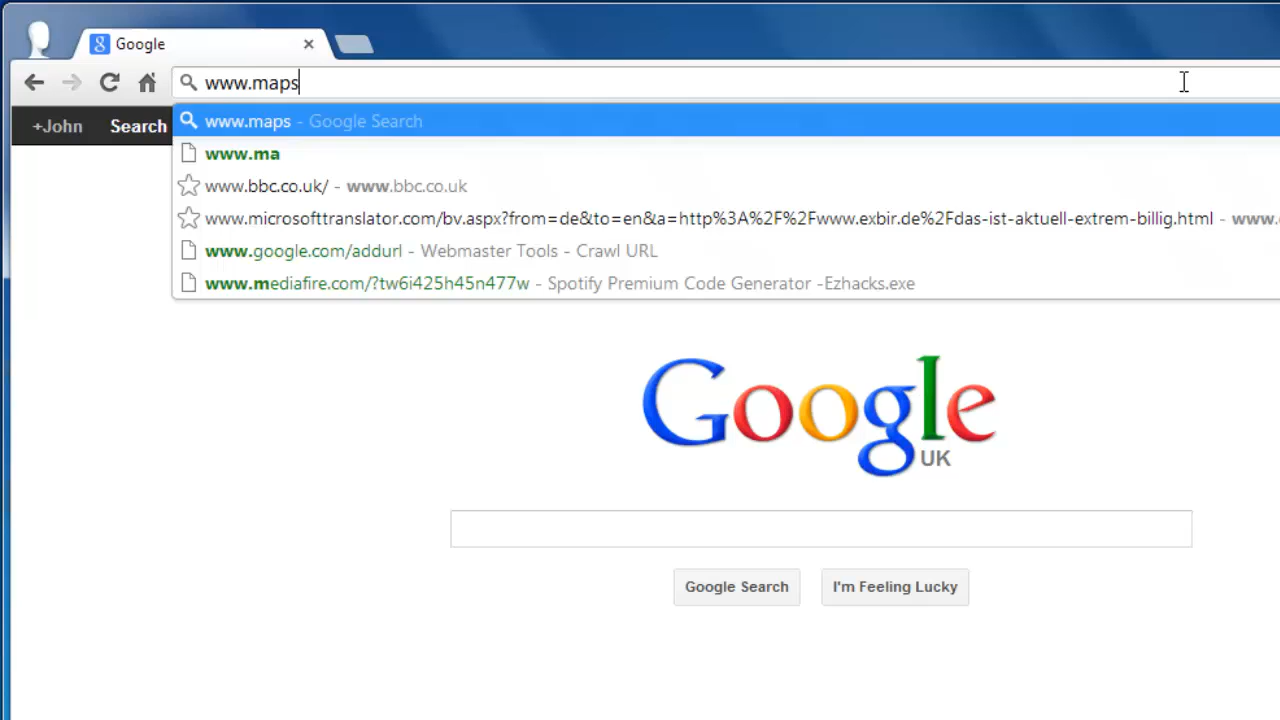 Google
www.maps
+John Search
www.maps - Google Search
www.ma
www.bbc.co.uk/ - www.bbc.co.uk
www.microsofttranslator.com/bv.aspx?from=de&to=en&a=http%3A%2F%2Fwww.exbir.de%2Fdas-ist-aktuell-extrem-billig.html - www.
www.google.com/addurl - Webmaster Tools - Crawl URL
www.mediafire.com/?tw6i425h45n477w - Spotify Premium Code Generator -Ezhacks.exe
Google
UK
Google Search I'm Feeling Lucky